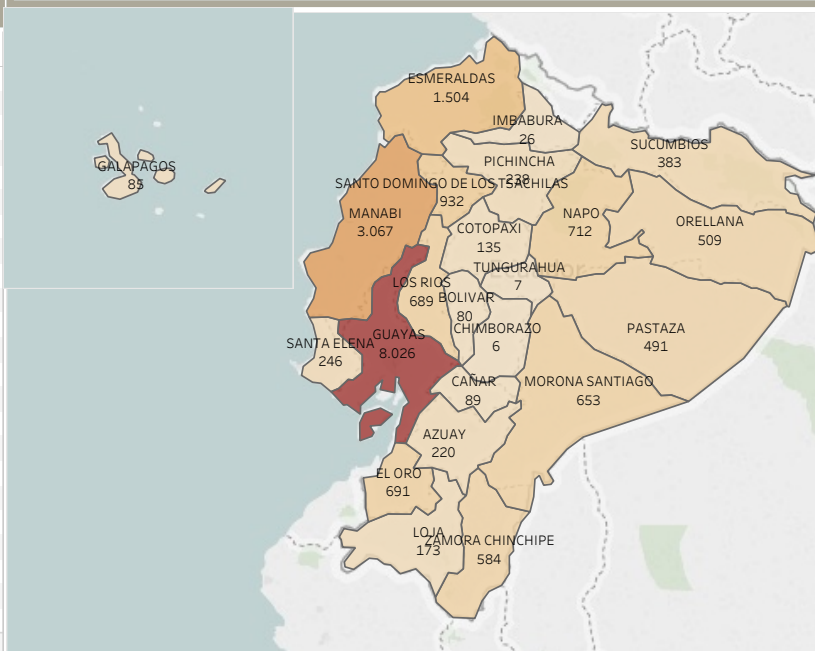 ESMERALDAS
1.504
IMBABURA
26
SUCUMBIOS
383
PICHINCHA
239
GALAPAGOS
85
SANTO DOMINGO DE LOS TSACHILAS
932
MANABI
3.067
NAPO
712
ORELLANA
509
COTOPAXI
135
TUNGURAHUA
7
Ecuador
LOS RIOS
689
BOLIVAR
80
CHIMBORAZO
6
PASTAZA
491
GUAYAS
8.026
SANTA ELENA
246
CAÑAR
89
MORONA SANTIAGO
653
AZUAY
220
EL ORO
691
LOJA
173
ZAMORA CHINCHIPE
584